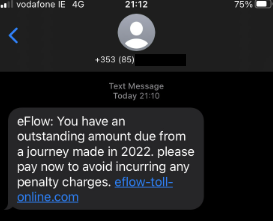 vodafone IE 4G 21:12 75%
+353 (85)
Text Message
Today 21:10
eFlow: You have an
outstanding amount due from
a journey made in 2022. please
pay now to avoid incurring any
penalty charges. eflow-toll-
online.com